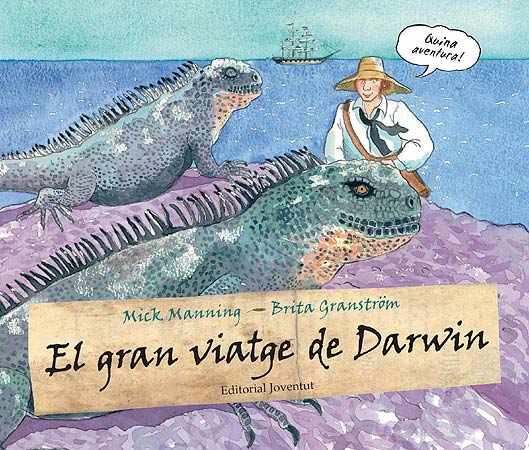 Quina
aventura!
Mick Manning — Brita Granström
El gran viatge de Darwin
Editorial Joventut